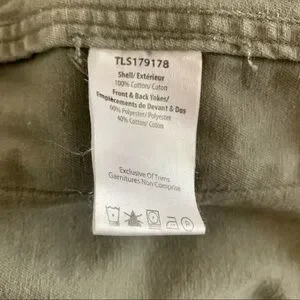 TLS179178
Shell/Extérieur
100% Cotton/Coton
Front & Back Yokes/
Empiècements de Devant & Dos
60% Polyester/Polyester
40% Cotton/Coton
Exclusive Of Trims
Garnitures Non Comprise